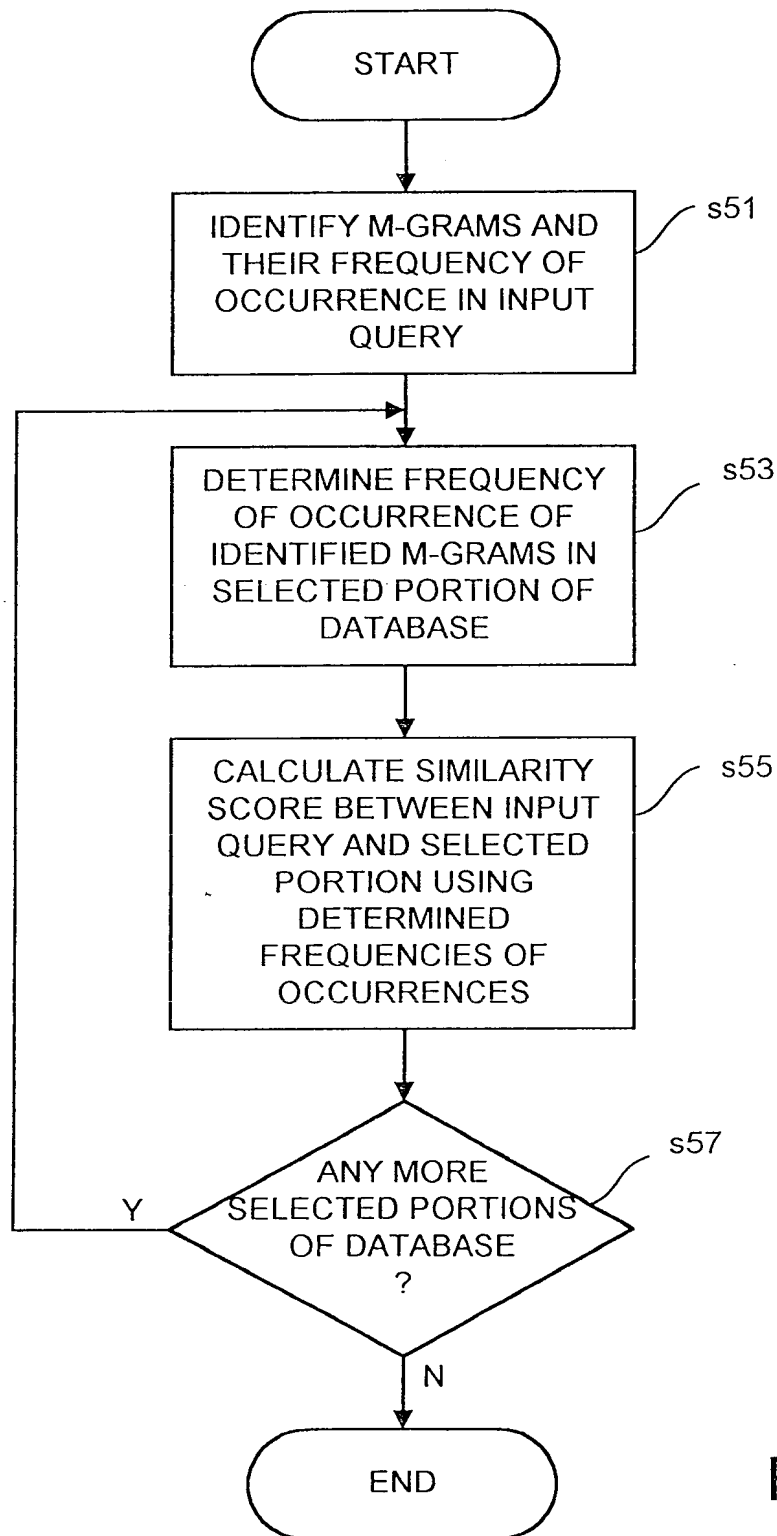 START
IDENTIFY M-GRAMS AND
THEIR FREQUENCY OF
OCCURRENCE IN INPUT
QUERY
s51
DETERMINE FREQUENCY
OF OCCURRENCE OF
IDENTIFIED M-GRAMS IN
SELECTED PORTION OF
DATABASE
s53
CALCULATE SIMILARITY
SCORE BETWEEN INPUT
QUERY AND SELECTED
PORTION USING
DETERMINED
FREQUENCIES OF
OCCURRENCES
s55
ANY MORE
SELECTED PORTIONS
OF DATABASE
?
s57
Y
N
END